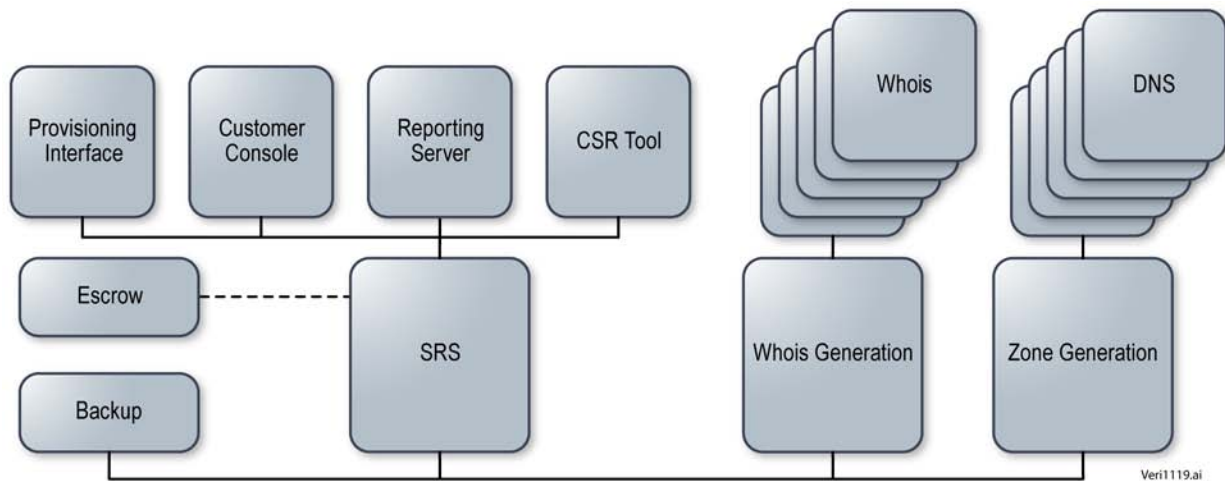 Provisioning
Interface
Customer
Console
Reporting
Server
CSR Tool
Whois
DNS
Escrow
SRS
Whois Generation
Zone Generation
Backup
Veri1119.ai